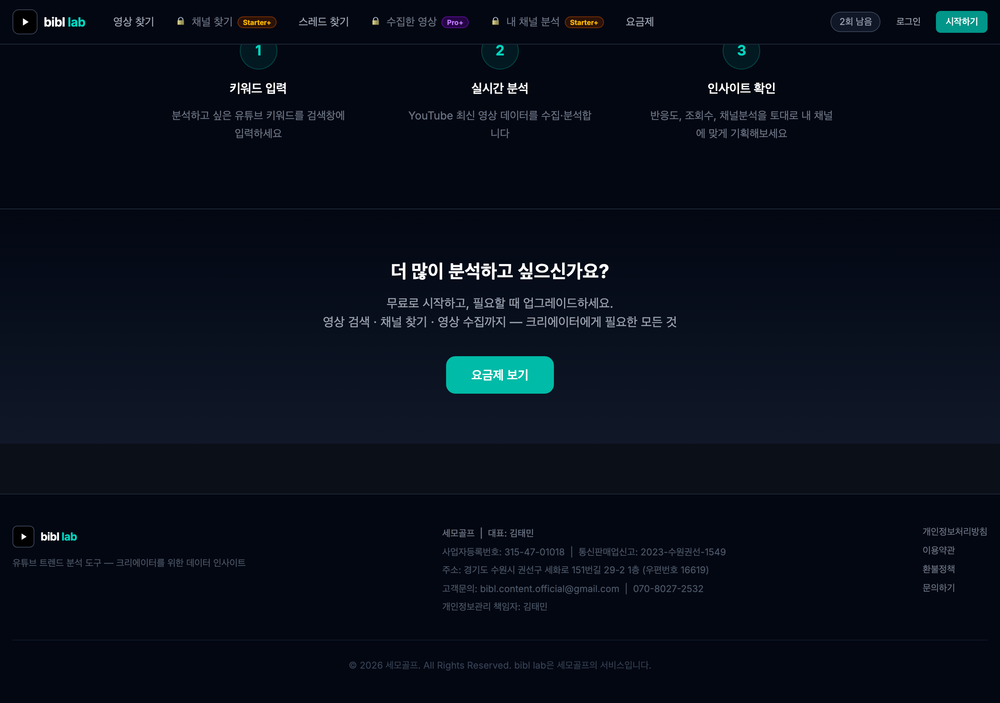 bibl lab 영상 찾기 채널 찾기 Starter+ 스레드 찾기 수집한 영상 Pro+ 내 채널 분석 Starter+ 요금제 2회 남음 로그인 시작하기
1
키워드 입력
분석하고 싶은 유튜브 키워드를 검색창에
입력하세요
2
실시간 분석
YouTube 최신 영상 데이터를 수집·분석합
니다
3
인사이트 확인
반응도, 조회수, 채널분석을 토대로 내 채널
에 맞게 기획해보세요
더 많이 분석하고 싶으신가요?
무료로 시작하고, 필요할 때 업그레이드하세요.
영상 검색 · 채널 찾기 · 영상 수집까지 — 크리에이터에게 필요한 모든 것
요금제 보기
bibl lab
유튜브 트렌드 분석 도구 — 크리에이터를 위한 데이터 인사이트
세모골프 | 대표: 김태민
사업자등록번호: 315-47-01018 | 통신판매업신고: 2023-수원권선-1549
주소: 경기도 수원시 권선구 세화로 151번길 29-2 1층 (우편번호 16619)
고객문의: bibl.content.official@gmail.com | 070-8027-2532
개인정보관리 책임자: 김태민
개인정보처리방침
이용약관
환불정책
문의하기
© 2026 세모골프. All Rights Reserved. bibl lab은 세모골프의 서비스입니다.